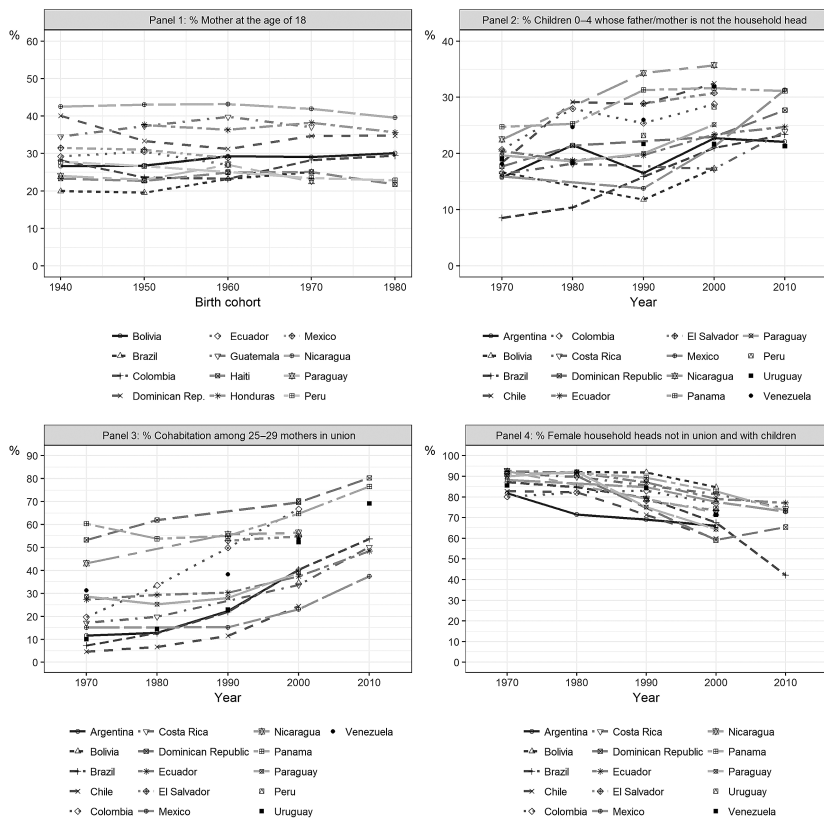 Panel 1: % Mother at the age of 18
%
60
50
40
30
20
10
0
1940 1950 1960 1970 1980
Birth cohort
Bolivia Ecuador Mexico
Brazil Guatemala Nicaragua
Colombia Haiti Paraguay
Dominican Rep. Honduras Peru
Panel 2: % Children 0–4 whose father/mother is not the household head
%
40
30
20
10
0
1970 1980 1990 2000 2010
Year
Argentina Colombia El Salvador Paraguay
Bolivia Costa Rica Mexico Peru
Brazil Dominican Republic Nicaragua Uruguay
Chile Ecuador Panama Venezuela
Panel 3: % Cohabitation among 25–29 mothers in union
%
90
80
70
60
50
40
30
20
10
0
1970 1980 1990 2000 2010
Year
Argentina Costa Rica Nicaragua Venezuela
Bolivia Dominican Republic Panama
Brazil Ecuador Paraguay
Chile El Salvador Peru
Colombia Mexico Uruguay
Panel 4: % Female household heads not in union and with children
%
100
90
80
70
60
50
40
30
20
10
0
1970 1980 1990 2000 2010
Year
Argentina Costa Rica Nicaragua
Bolivia Dominican Republic Panama
Brazil Ecuador Paraguay
Chile El Salvador Uruguay
Colombia Mexico Venezuela